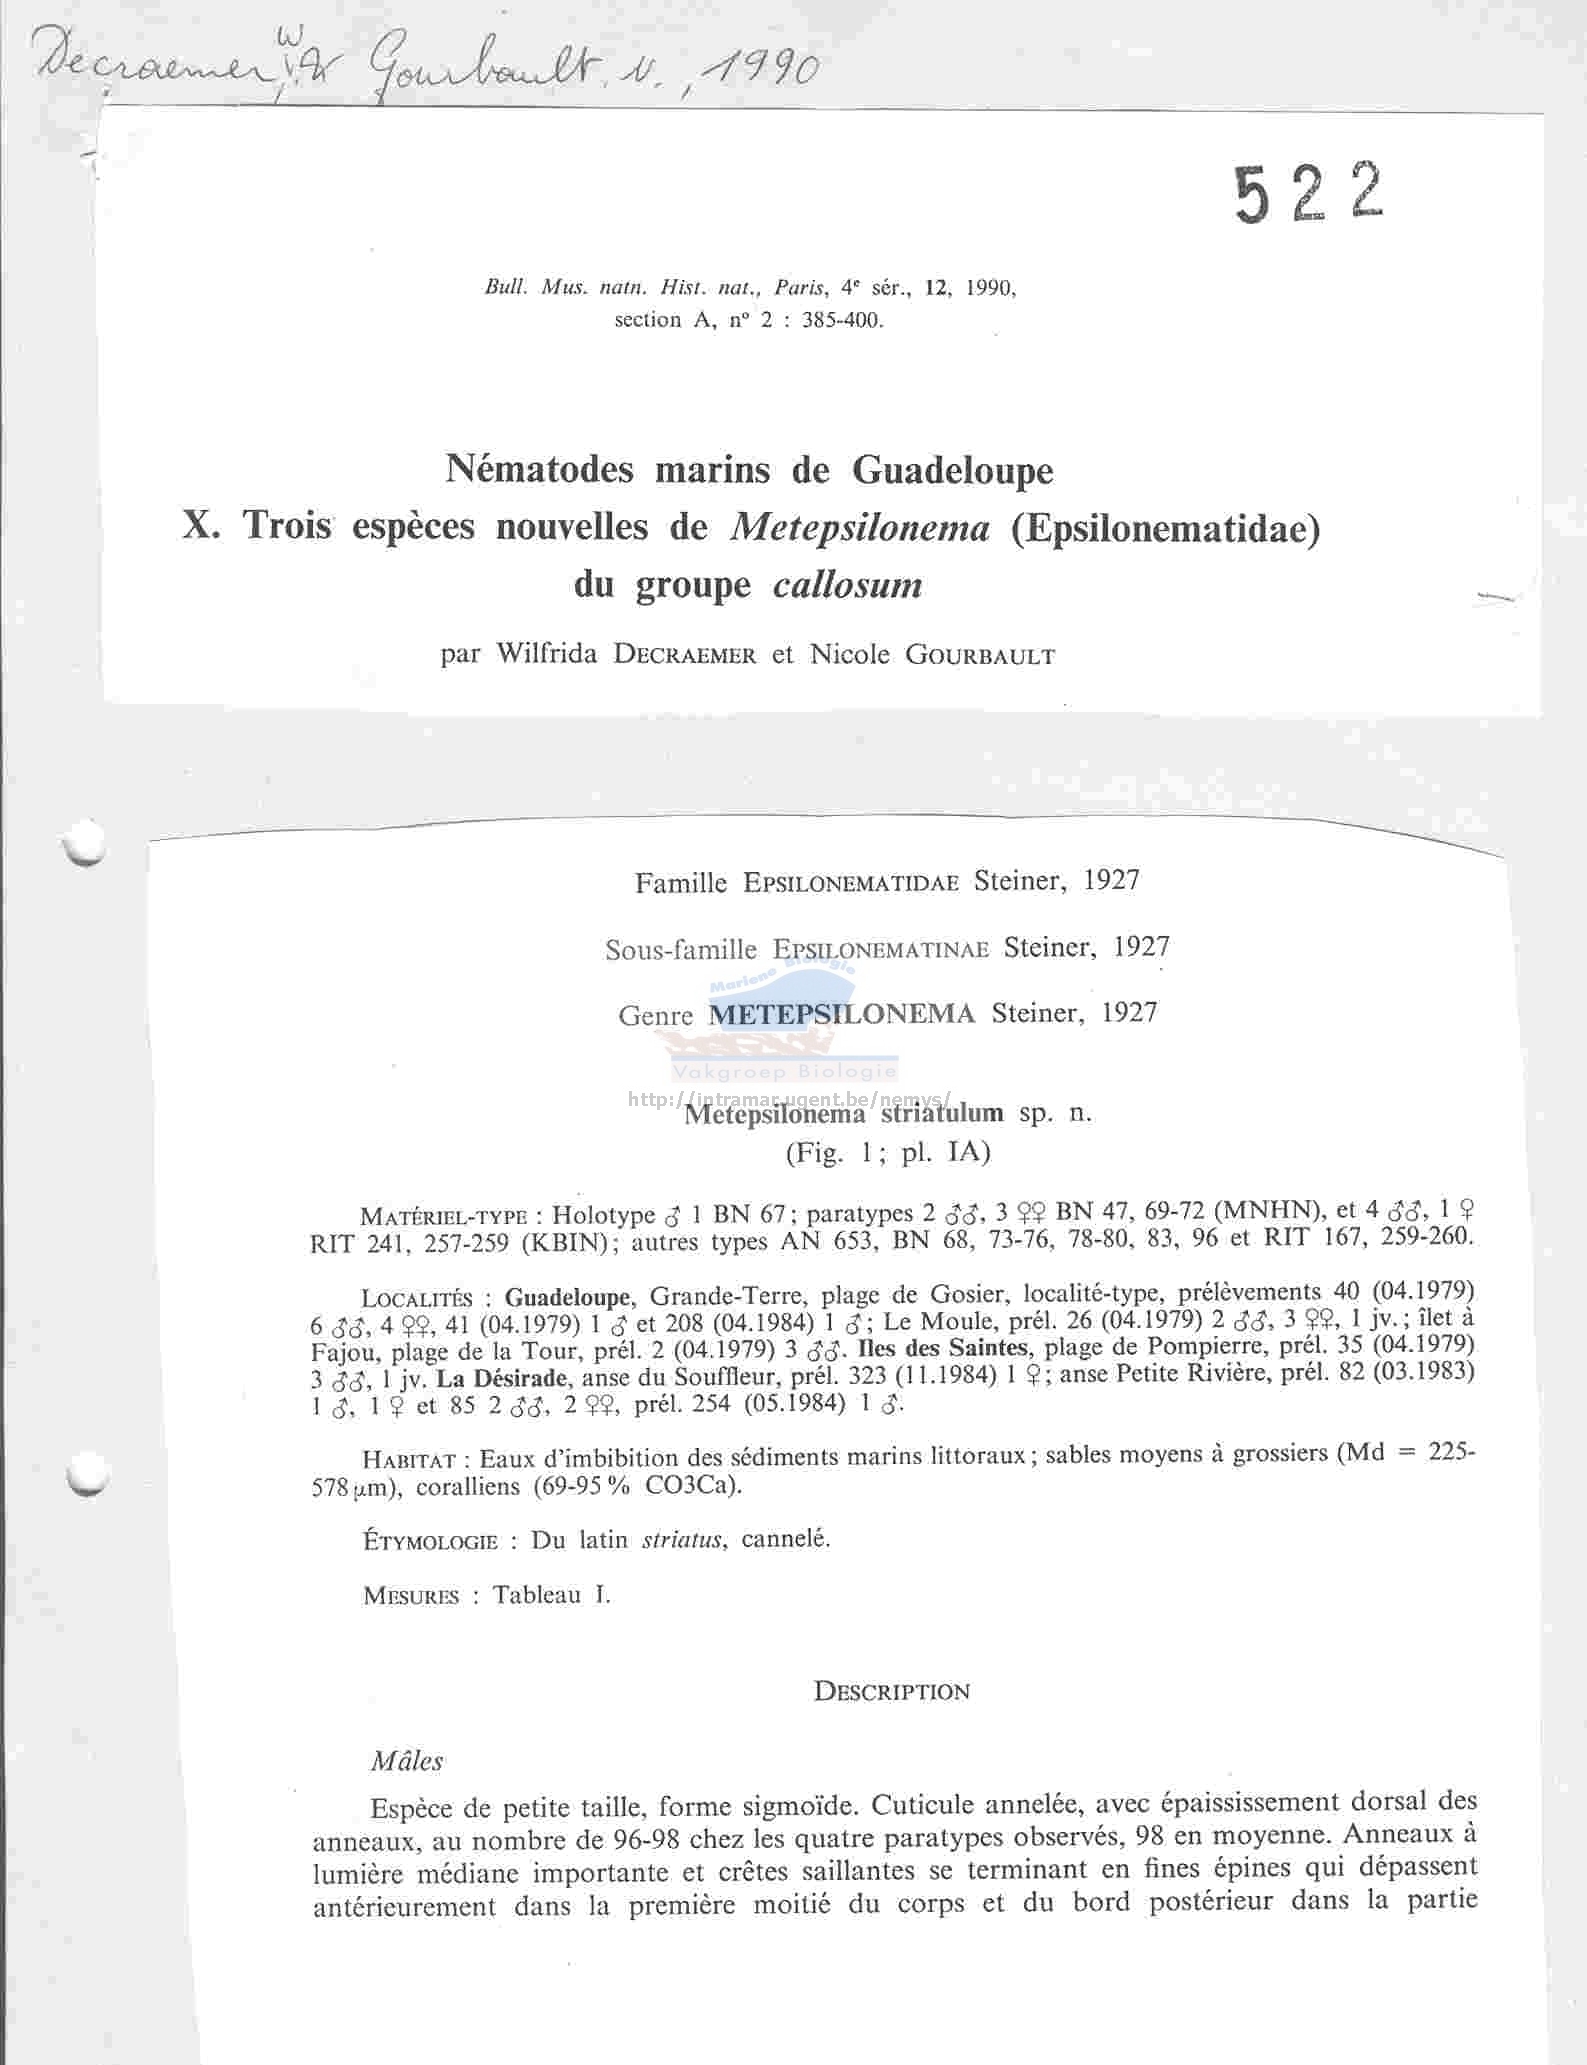 Decraemer, W. & Gourbault, N., 1990
522
Bull. Mus. natn. Hist. nat., Paris, 4e sér., 12, 1990,
section A, nº 2 : 385-400.
Nématodes marins de Guadeloupe
X. Trois espèces nouvelles de Metepsilonema (Epsilonematidae)
du groupe callosum
par Wilfrida DECRAEMER et Nicole GOURBAULT
Famille EPSILONEMATIDAE Steiner, 1927
Sous-famille EPSILONEMATINAE Steiner, 1927
Mariene Biologie
Genre METEPSILONEMA Steiner, 1927
Vakgroep Biologie
http://intramar.ugent.be/nemys/
Metepsilonema striatulum sp. n.
(Fig. 1 ; pl. IA)
MATÉRIEL-TYPE : Holotype ♂ 1 BN 67 ; paratypes 2 ♂♂, 3 ♀♀ BN 47, 69-72 (MNHN), et 4 ♂♂, 1 ♀
RIT 241, 257-259 (KBIN) ; autres types AN 653, BN 68, 73-76, 78-80, 83, 96 et RIT 167, 259-260.
LOCALITÉS : Guadeloupe, Grande-Terre, plage de Gosier, localité-type, prélèvements 40 (04.1979)
6 ♂♂, 4 ♀♀, 41 (04.1979) 1 ♂ et 208 (04.1984) 1 ♂ ; Le Moule, prél. 26 (04.1979) 2 ♂♂, 3 ♀♀, 1 jv. ; îlet à
Fajou, plage de la Tour, prél. 2 (04.1979) 3 ♂♂. Iles des Saintes, plage de Pompierre, prél. 35 (04.1979)
3 ♂♂, 1 jv. La Désirade, anse du Souffleur, prél. 323 (11.1984) 1 ♀ ; anse Petite Rivière, prél. 82 (03.1983)
1 ♂, 1 ♀ et 85 2 ♂♂, 2 ♀♀, prél. 254 (05.1984) 1 ♂.
HABITAT : Eaux d'imbibition des sédiments marins littoraux ; sables moyens à grossiers (Md = 225-
578 µm), coralliens (69-95 % CO3Ca).
ÉTYMOLOGIE : Du latin striatus, cannelé.
MESURES : Tableau I.
DESCRIPTION
Mâles
Espèce de petite taille, forme sigmoïde. Cuticule annelée, avec épaississement dorsal des
anneaux, au nombre de 96-98 chez les quatre paratypes observés, 98 en moyenne. Anneaux à
lumière médiane importante et crêtes saillantes se terminant en fines épines qui dépassent
antérieurement dans la première moitié du corps et du bord postérieur dans la partie